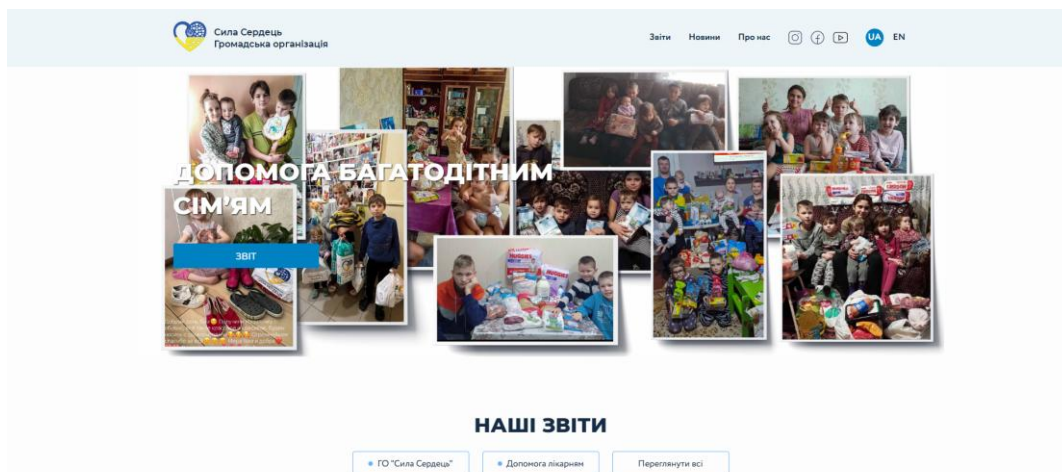 Сила Сердець
Громадська організація
Звіти Новини Про нас UA EN
ДОПОМОГА БАГАТОДІТНИМ
СІМ'ЯМ
ЗВІТ
HUGGIES
НАШІ ЗВІТИ
ГО "Сила Сердець" Допомога лікарням Переглянути всі